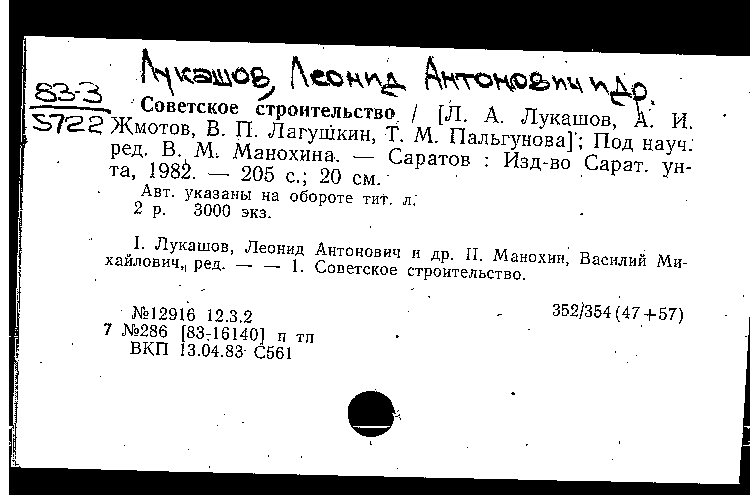 Лукашов, Леонид Антонович и др.
83-3
5722
Советское строительство / [Л. А. Лукашов, А. И.
Жмотов, В. П. Лагушкин, Т. М. Пальгунова]; Под науч.
ред. В. М. Манохина. — Саратов : Изд-во Сарат. ун-
та, 1982. — 205 с.; 20 см.
Авт. указаны на обороте тит. л.
2 р. 3000 экз.
I. Лукашов, Леонид Антонович и др. II. Манохин, Василий Ми-
хайлович, ред. — — 1. Советское строительство.
№12916 12.3.2 352/354(47+57)
7 №286 [83-16140] п тп
ВКП 13.04.83 С561